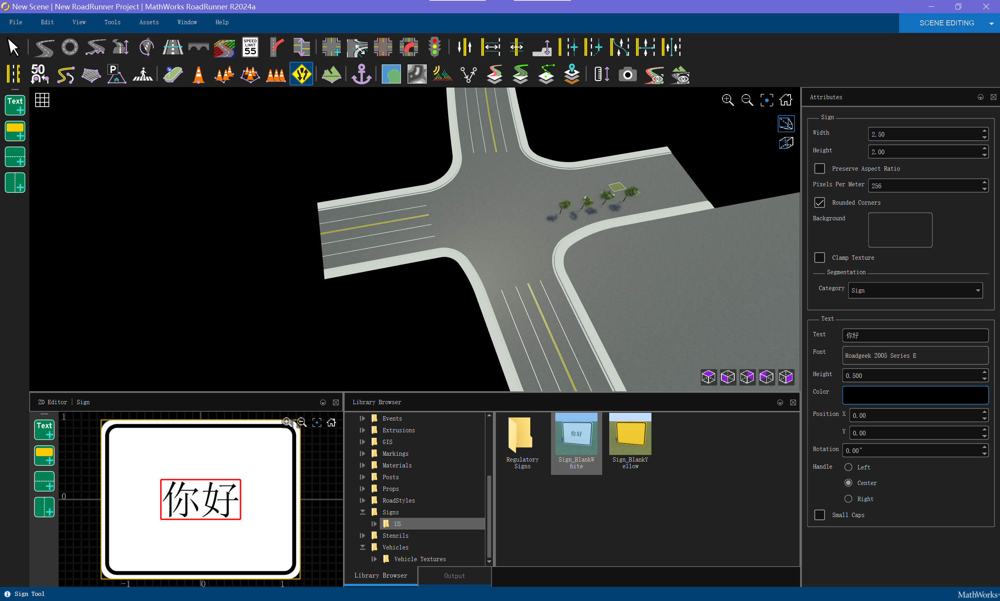 New Scene | New RoadRunner Project | MathWorks RoadRunner R2024a
File Edit View Tools Assets Window Help
SCENE EDITING
SPEED LIMIT 55
50
P
Text
Attributes
Sign
Width 2.50
Height 2.00
Preserve Aspect Ratio
Pixels Per Meter 256
Rounded Corners
Background
Clamp Texture
Segmentation
Category Sign
Text
Text 你好
Font Roadgeek 2005 Series E
Height 0.500
Color
Position X 0.00
Y 0.00
Rotation 0.00°
Handle Left
Center
Right
Small Caps
2D Editor | Sign
Text
1
0
-1 0 1
你好
Library Browser
Events
Extrusions
GIS
Markings
Materials
Posts
Props
RoadStyles
Signs
US
Stencils
Vehicles
Vehicle Textures
Regulatory Signs
你好
Sign_BlankW
hite
Sign_BlankY
ellow
Library Browser Output
Sign Tool
MathWorks